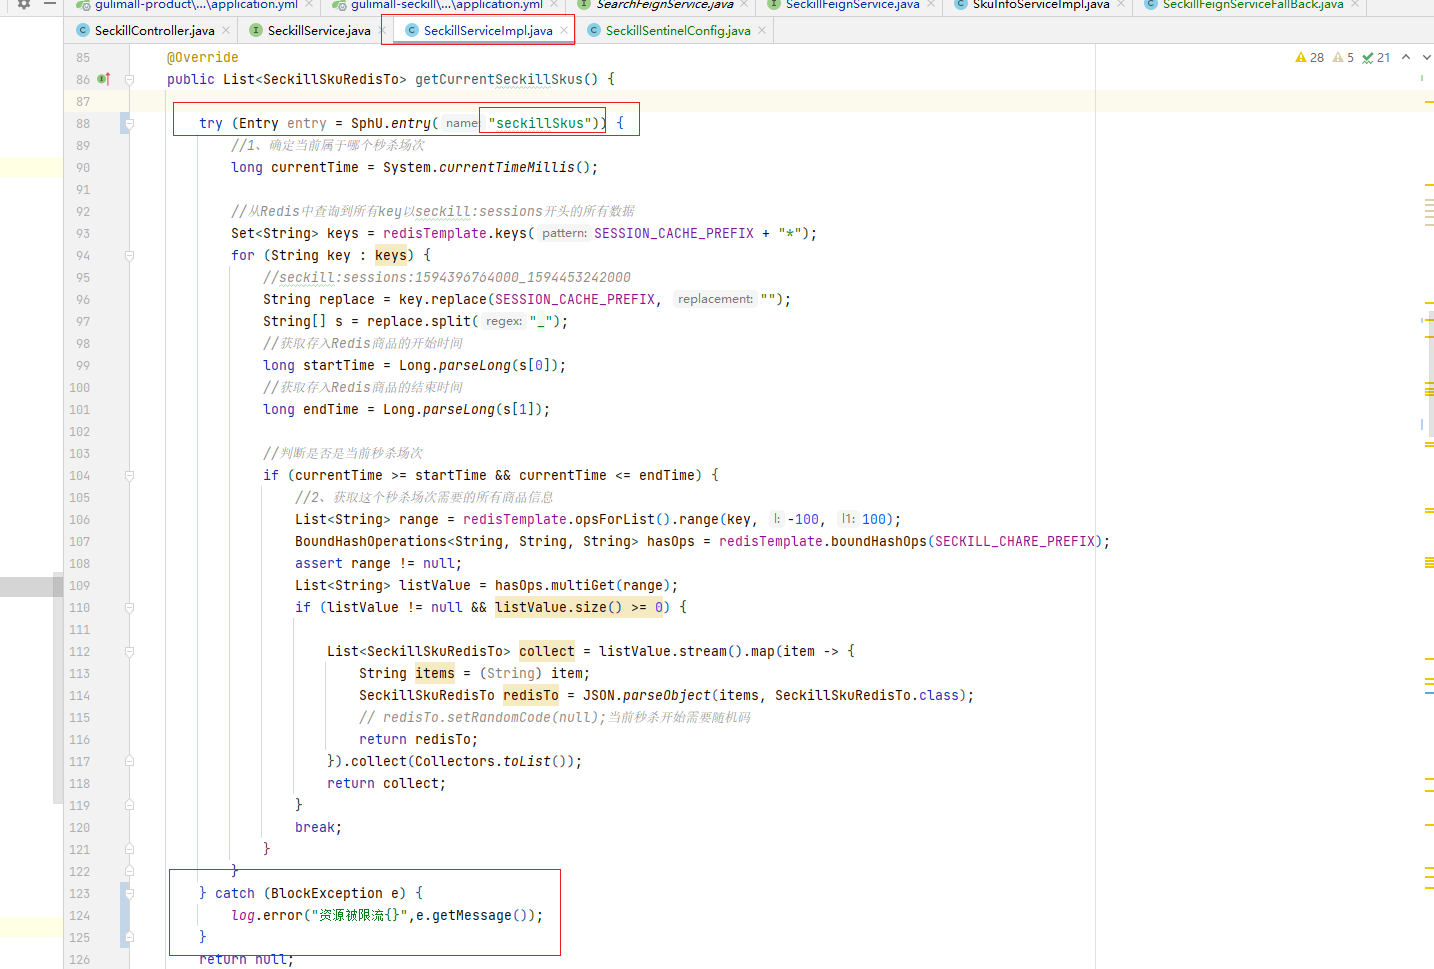 gulimall-product\...\application.yml × gulimall-seckill\...\application.yml × SearchFeignService.java × SeckillFeignService.java × SkuInfoServiceImpl.java × SeckillFeignServiceFallBack.java ×
SeckillController.java × SeckillService.java × SeckillServiceImpl.java × SeckillSentinelConfig.java ×
28 5 21
85 @Override
86 public List<SeckillSkuRedisTo> getCurrentSeckillSkus() {
87
88 try (Entry entry = SphU.entry( name: "seckillSkus")) {
89 //1、确定当前属于哪个秒杀场次
90 long currentTime = System.currentTimeMillis();
91
92 //从Redis中查询到所有key以seckill:sessions开头的所有数据
93 Set<String> keys = redisTemplate.keys( pattern: SESSION_CACHE_PREFIX + "*");
94 for (String key : keys) {
95 //seckill:sessions:1594396764000_1594453242000
96 String replace = key.replace(SESSION_CACHE_PREFIX, replacement: "");
97 String[] s = replace.split( regex: "_");
98 //获取存入Redis商品的开始时间
99 long startTime = Long.parseLong(s[0]);
100 //获取存入Redis商品的结束时间
101 long endTime = Long.parseLong(s[1]);
102
103 //判断是否是当前秒杀场次
104 if (currentTime >= startTime && currentTime <= endTime) {
105 //2、获取这个秒杀场次需要的所有商品信息
106 List<String> range = redisTemplate.opsForList().range(key, l: -100, l1: 100);
107 BoundHashOperations<String, String, String> hasOps = redisTemplate.boundHashOps(SECKILL_CHARE_PREFIX);
108 assert range != null;
109 List<String> listValue = hasOps.multiGet(range);
110 if (listValue != null && listValue.size() >= 0) {
111
112 List<SeckillSkuRedisTo> collect = listValue.stream().map(item -> {
113 String items = (String) item;
114 SeckillSkuRedisTo redisTo = JSON.parseObject(items, SeckillSkuRedisTo.class);
115 // redisTo.setRandomCode(null);当前秒杀开始需要随机码
116 return redisTo;
117 }).collect(Collectors.toList());
118 return collect;
119 }
120 break;
121 }
122 }
123 } catch (BlockException e) {
124 log.error("资源被限流{}",e.getMessage());
125 }
126 return null;